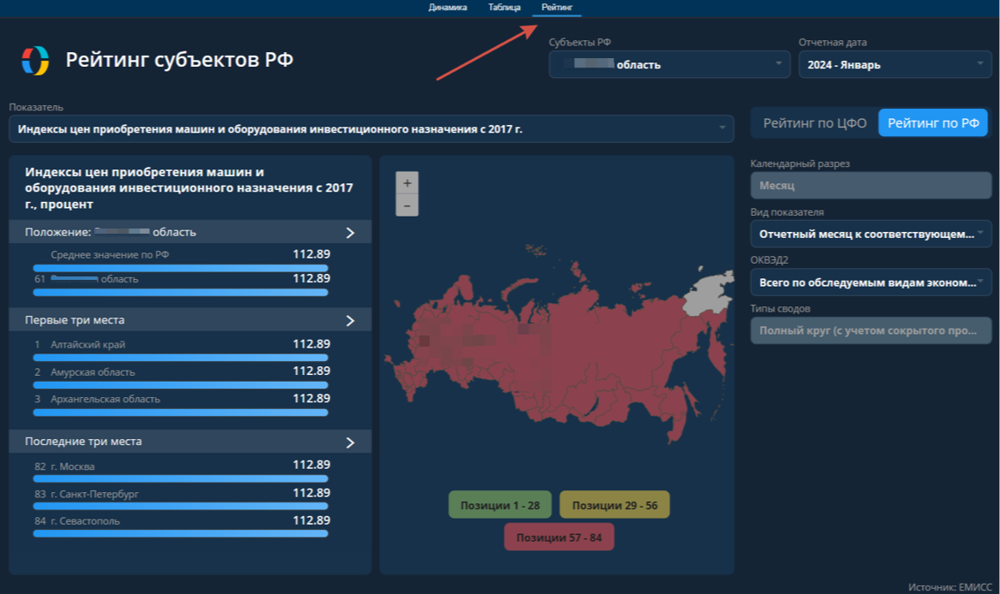 Динамика Таблица Рейтинг
Рейтинг субъектов РФ
Субъекты РФ
область
Отчетная дата
2024 - Январь
Показатель
Индексы цен приобретения машин и оборудования инвестиционного назначения с 2017 г.
Рейтинг по ЦФО Рейтинг по РФ
Индексы цен приобретения машин и
оборудования инвестиционного назначения с 2017
г., процент
Положение: область
Среднее значение по РФ 112.89
61 область 112.89
Первые три места
1 Алтайский край 112.89
2 Амурская область 112.89
3 Архангельская область 112.89
Последние три места
82 г. Москва 112.89
83 г. Санкт-Петербург 112.89
84 г. Севастополь 112.89
+
–
Позиции 1 - 28
Позиции 29 - 56
Позиции 57 - 84
Календарный разрез
Месяц
Вид показателя
Отчетный месяц к соответствующем...
ОКВЭД2
Всего по обследуемым видам эконом...
Типы сводов
Полный круг (с учетом сокрытого про...
Источник: ЕМИСС